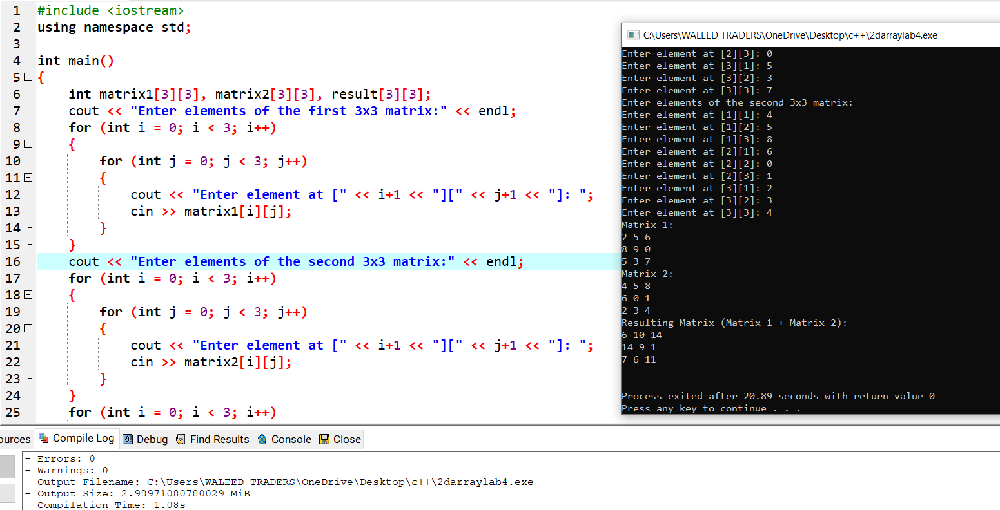 1 #include <iostream>
2 using namespace std;
3
4 int main()
5 {
6 int matrix1[3][3], matrix2[3][3], result[3][3];
7 cout << "Enter elements of the first 3x3 matrix:" << endl;
8 for (int i = 0; i < 3; i++)
9 {
10 for (int j = 0; j < 3; j++)
11 {
12 cout << "Enter element at [" << i+1 << "][" << j+1 << "]: ";
13 cin >> matrix1[i][j];
14 }
15 }
16 cout << "Enter elements of the second 3x3 matrix:" << endl;
17 for (int i = 0; i < 3; i++)
18 {
19 for (int j = 0; j < 3; j++)
20 {
21 cout << "Enter element at [" << i+1 << "][" << j+1 << "]: ";
22 cin >> matrix2[i][j];
23 }
24 }
25 for (int i = 0; i < 3; i++)
C:\Users\WALEED TRADERS\OneDrive\Desktop\c++\2darraylab4.exe
Enter element at [2][3]: 0
Enter element at [3][1]: 5
Enter element at [3][2]: 3
Enter element at [3][3]: 7
Enter elements of the second 3x3 matrix:
Enter element at [1][1]: 4
Enter element at [1][2]: 5
Enter element at [1][3]: 8
Enter element at [2][1]: 6
Enter element at [2][2]: 0
Enter element at [2][3]: 1
Enter element at [3][1]: 2
Enter element at [3][2]: 3
Enter element at [3][3]: 4
Matrix 1:
2 5 6
8 9 0
5 3 7
Matrix 2:
4 5 8
6 0 1
2 3 4
Resulting Matrix (Matrix 1 + Matrix 2):
6 10 14
14 9 1
7 6 11
--------------------------------
Process exited after 20.89 seconds with return value 0
Press any key to continue . . .
ources Compile Log Debug Find Results Console Close
- Errors: 0
- Warnings: 0
- Output Filename: C:\Users\WALEED TRADERS\OneDrive\Desktop\c++\2darraylab4.exe
- Output Size: 2.98971080780029 MiB
- Compilation Time: 1.08s